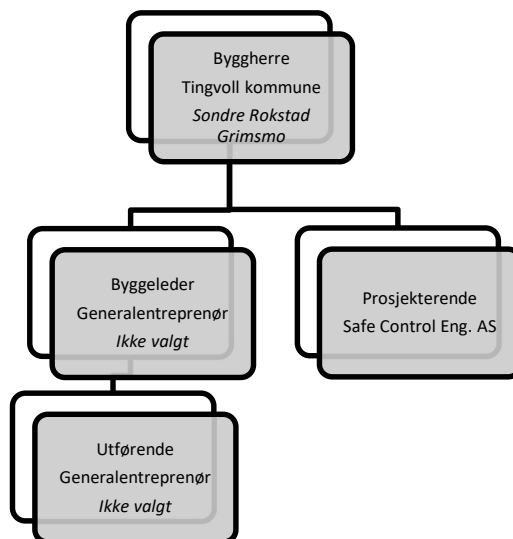 Byggherre
Tingvoll kommune
Sondre Rokstad
Grimsmo
Byggeleder
Generalentreprenør
Ikke valgt
Prosjekterende
Safe Control Eng. AS
Utførende
Generalentreprenør
Ikke valgt